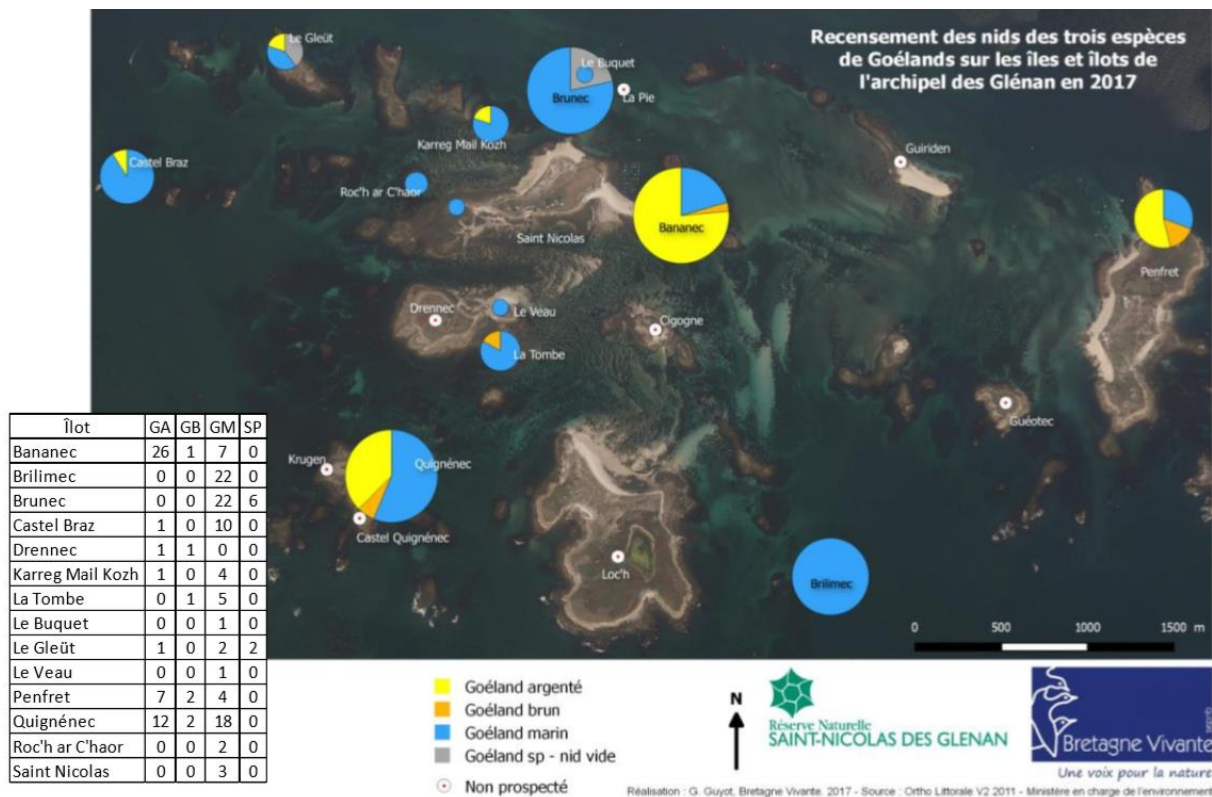 Recensement des nids des trois espèces
de Goélands sur les îles et îlots de
l'archipel des Glénan en 2017
Le Gleüt
Le Buquet
Brunec
La Pie
Karreg Mail Kozh
Guiriden
Castel Braz
Roc'h ar C'haor
Bananec
Saint Nicolas
Penfret
Drennec
Le Veau
Cigogne
La Tombe
Guéotec
Krugen
Quignénec
Castel Quignénec
Loc'h
Brilimec
0 500 1000 1500 m
Îlot GA GB GM SP
Bananec 26 1 7 0
Brilimec 0 0 22 0
Brunec 0 0 22 6
Castel Braz 1 0 10 0
Drennec 1 1 0 0
Karreg Mail Kozh 1 0 4 0
La Tombe 0 1 5 0
Le Buquet 0 0 1 0
Le Gleüt 1 0 2 2
Le Veau 0 0 1 0
Penfret 7 2 4 0
Quignénec 12 2 18 0
Roc'h ar C'haor 0 0 2 0
Saint Nicolas 0 0 3 0
Goéland argenté
Goéland brun
Goéland marin
Goéland sp - nid vide
Non prospecté
N
Réserve Naturelle
SAINT-NICOLAS DES GLENAN
Bretagne Vivante
Une voix pour la nature
Réalisation : G. Guyot, Bretagne Vivante. 2017 - Source : Ortho Littorale V2 2011 - Ministère en charge de l'environnement